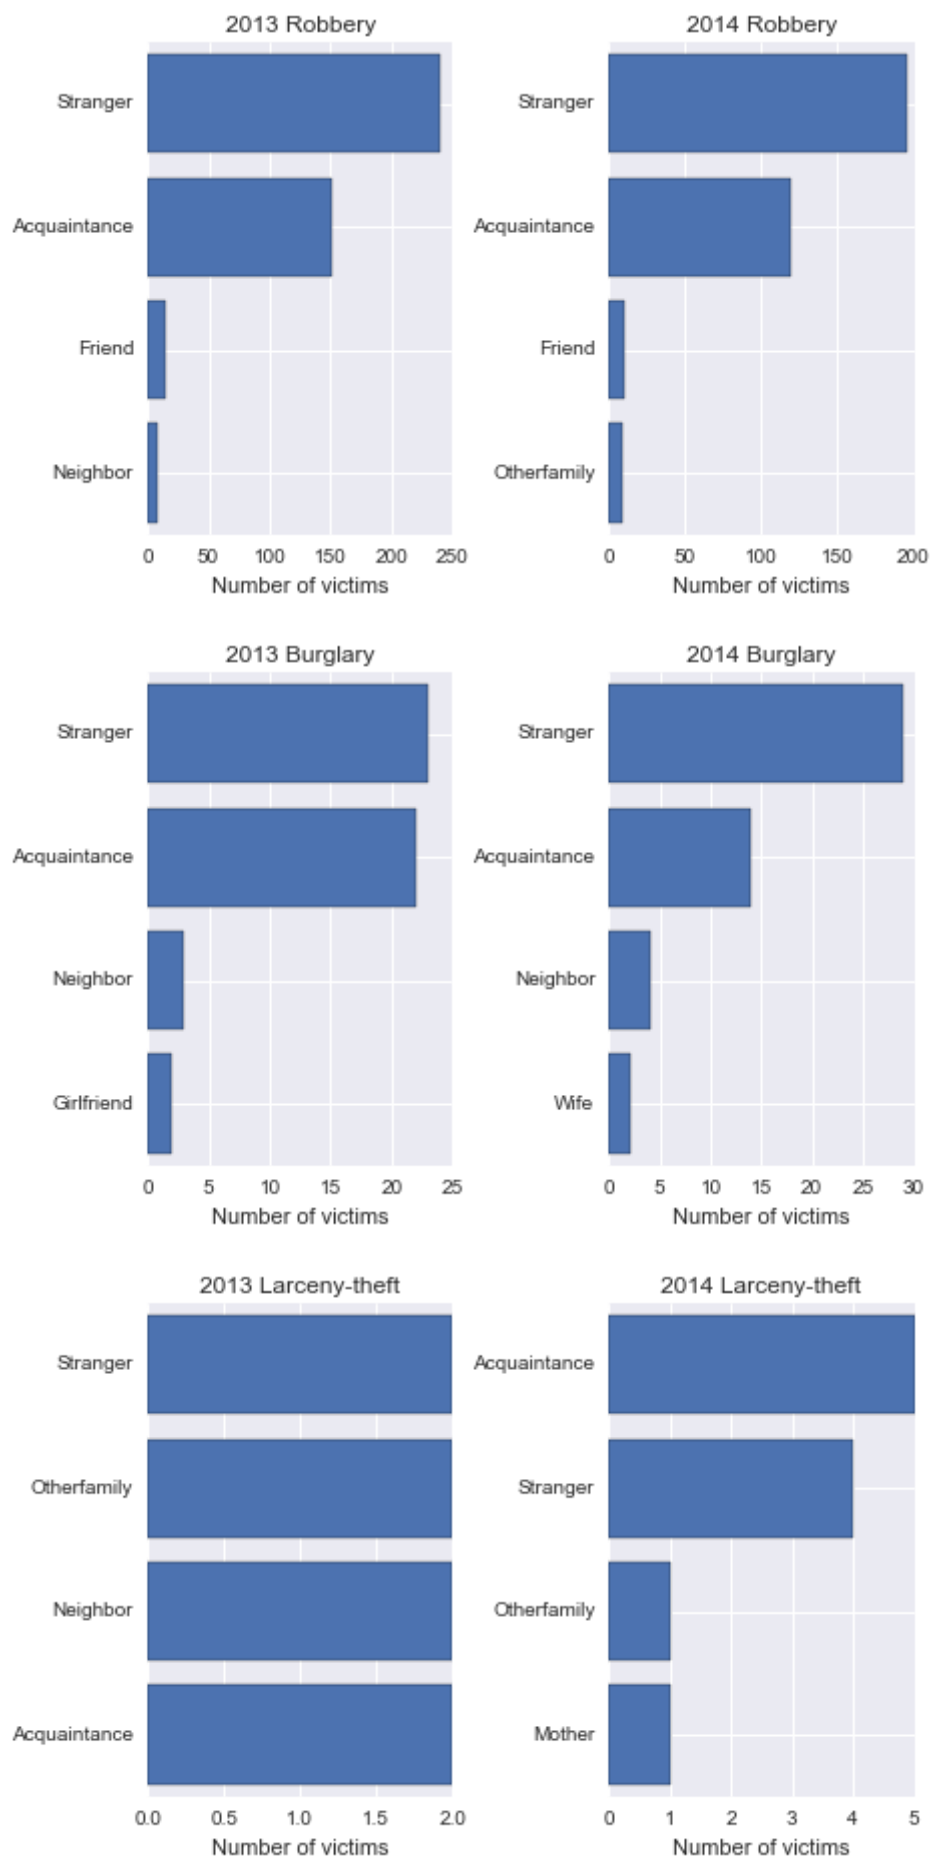 2013 Robbery
Stranger
Acquaintance
Friend
Neighbor
0 50 100 150 200 250
Number of victims
2014 Robbery
Stranger
Acquaintance
Friend
Otherfamily
0 50 100 150 200
Number of victims
2013 Burglary
Stranger
Acquaintance
Neighbor
Girlfriend
0 5 10 15 20 25
Number of victims
2014 Burglary
Stranger
Acquaintance
Neighbor
Wife
0 5 10 15 20 25 30
Number of victims
2013 Larceny-theft
Stranger
Otherfamily
Neighbor
Acquaintance
0.0 0.5 1.0 1.5 2.0
Number of victims
2014 Larceny-theft
Acquaintance
Stranger
Otherfamily
Mother
0 1 2 3 4 5
Number of victims